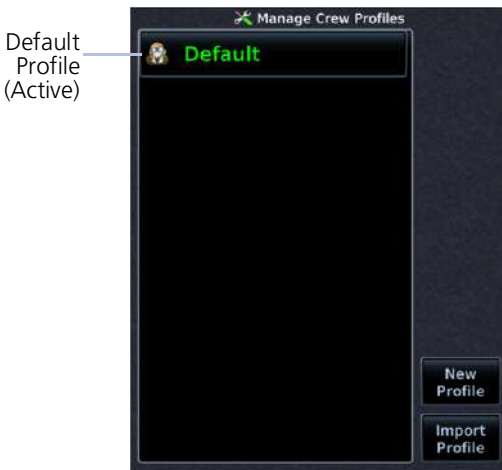 Manage Crew Profiles
Default
Profile
(Active)
Default
New
Profile
Import
Profile